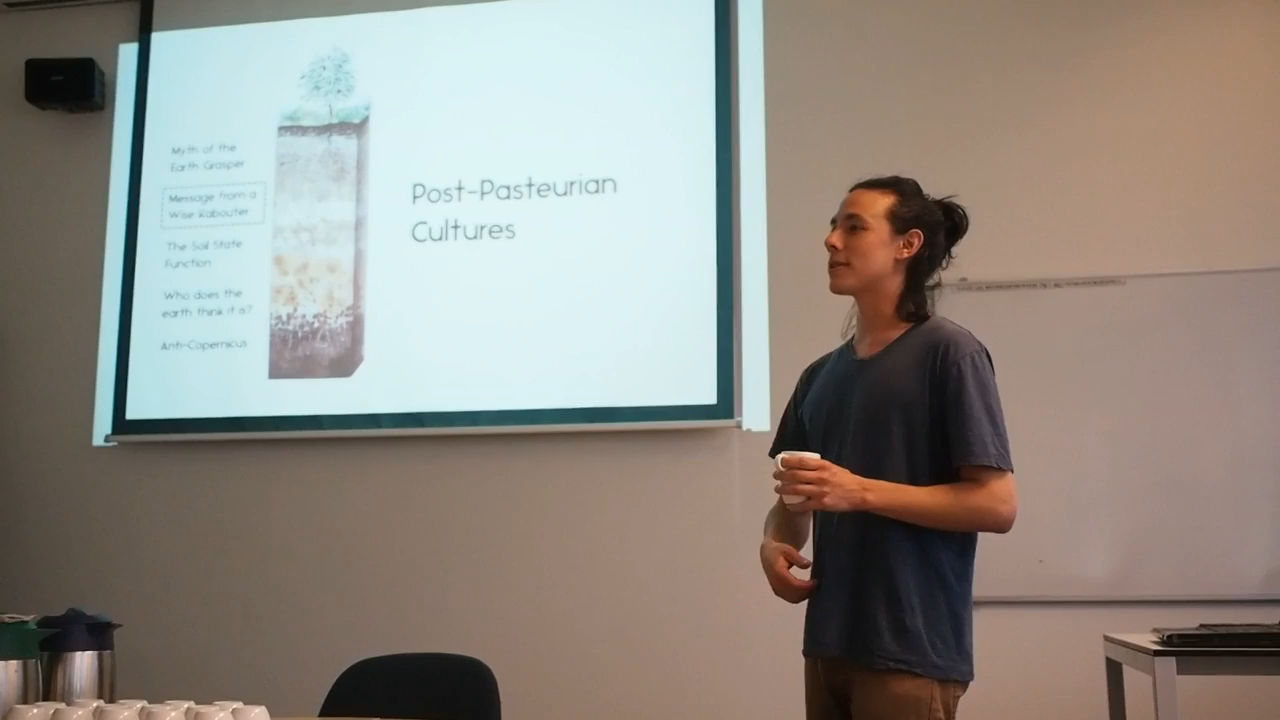 Myth of the
Earth Grasper
Message from a
Wise Kabouter
The Soil State
Function
Who does the
earth think it is?
Anti-Copernicus
Post-Pasteurian
Cultures